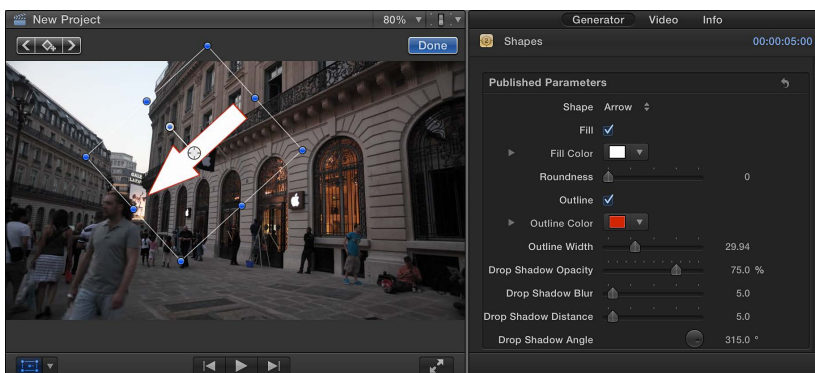 New Project
80%
Done
Generator Video Info
Shapes 00:00:05:00
Published Parameters
Shape Arrow
Fill
Fill Color
Roundness 0
Outline
Outline Color
Outline Width 29.94
Drop Shadow Opacity 75.0 %
Drop Shadow Blur 5.0
Drop Shadow Distance 5.0
Drop Shadow Angle 315.0 °